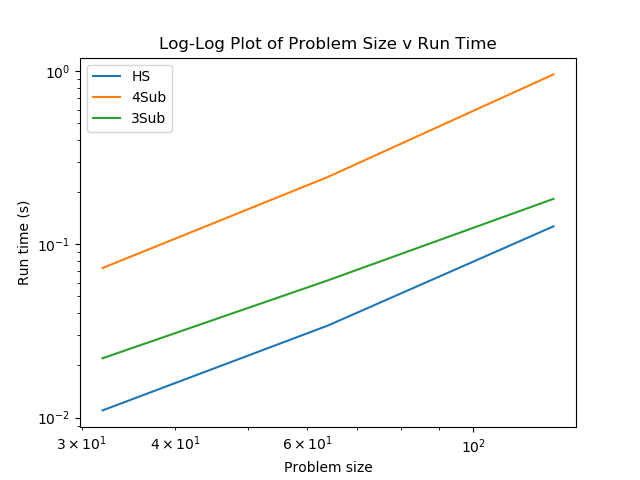 Log-Log Plot of Problem Size v Run Time
HS
4Sub
3Sub
10⁰
10⁻¹
10⁻²
Run time (s)
3 × 10¹ 4 × 10¹ 6 × 10¹ 10²
Problem size